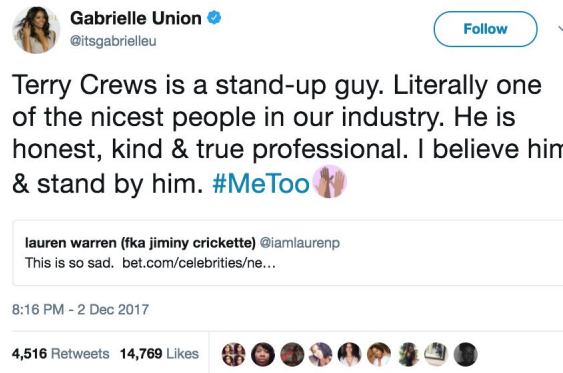 Gabrielle Union
@itsgabrielleu
Follow
Terry Crews is a stand-up guy. Literally one
of the nicest people in our industry. He is
honest, kind & true professional. I believe him
& stand by him. #MeToo
lauren warren (fka jiminy crickette) @iamlaurenp
This is so sad. bet.com/celebrities/ne…
8:16 PM - 2 Dec 2017
4,516 Retweets 14,769 Likes